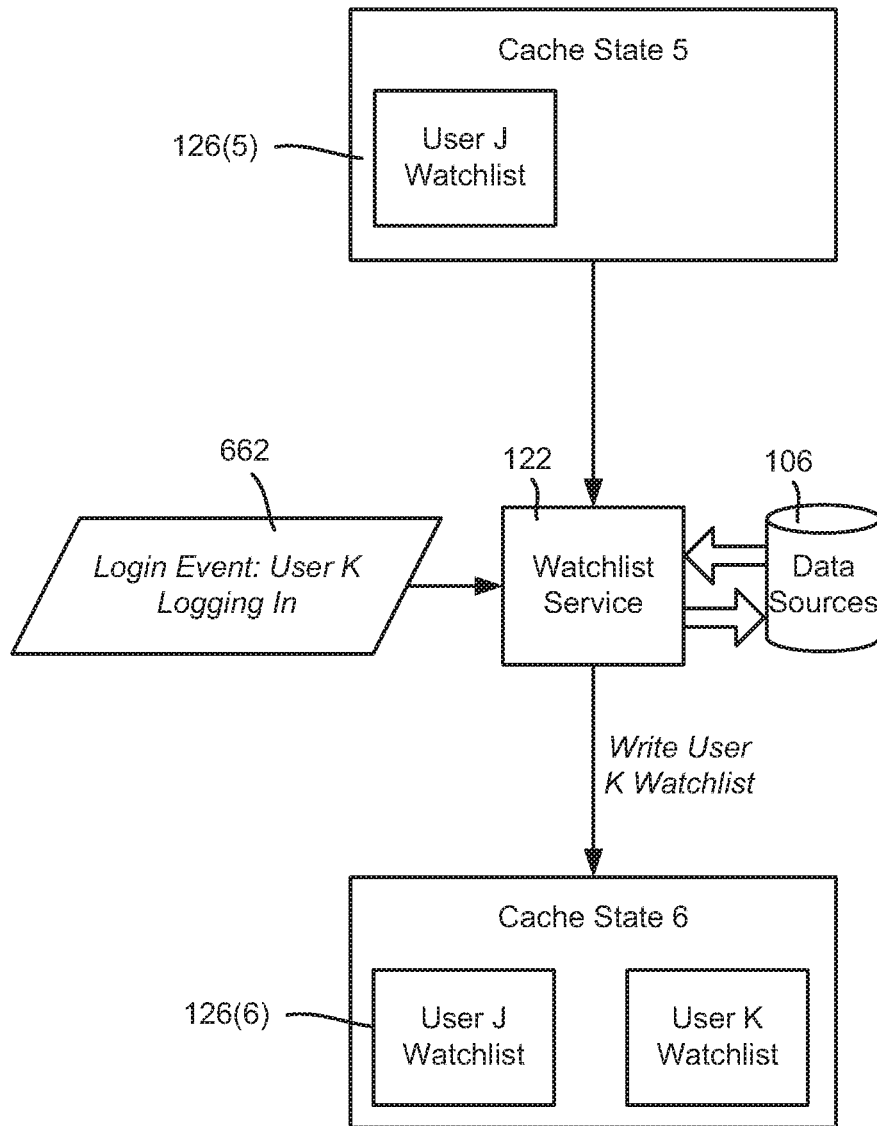 Cache State 5
126(5)
User J
Watchlist
662
122
106
Login Event: User K
Logging In
Watchlist
Service
Data
Sources
Write User
K Watchlist
Cache State 6
126(6)
User J
Watchlist
User K
Watchlist